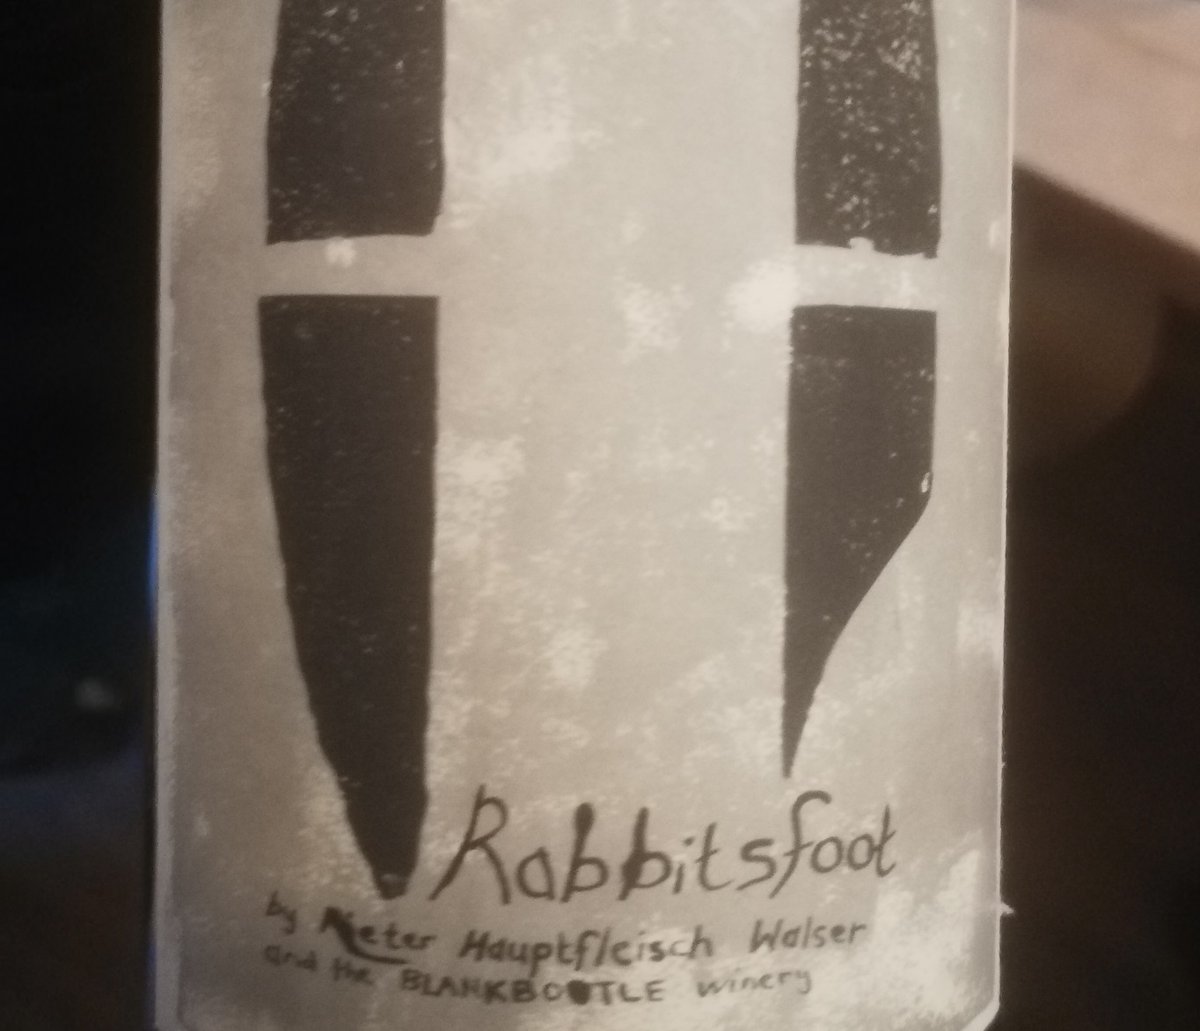 Rabbitsfoot
by Pieter Hauptfleisch Walser
and the BLANKBOTTLE winery